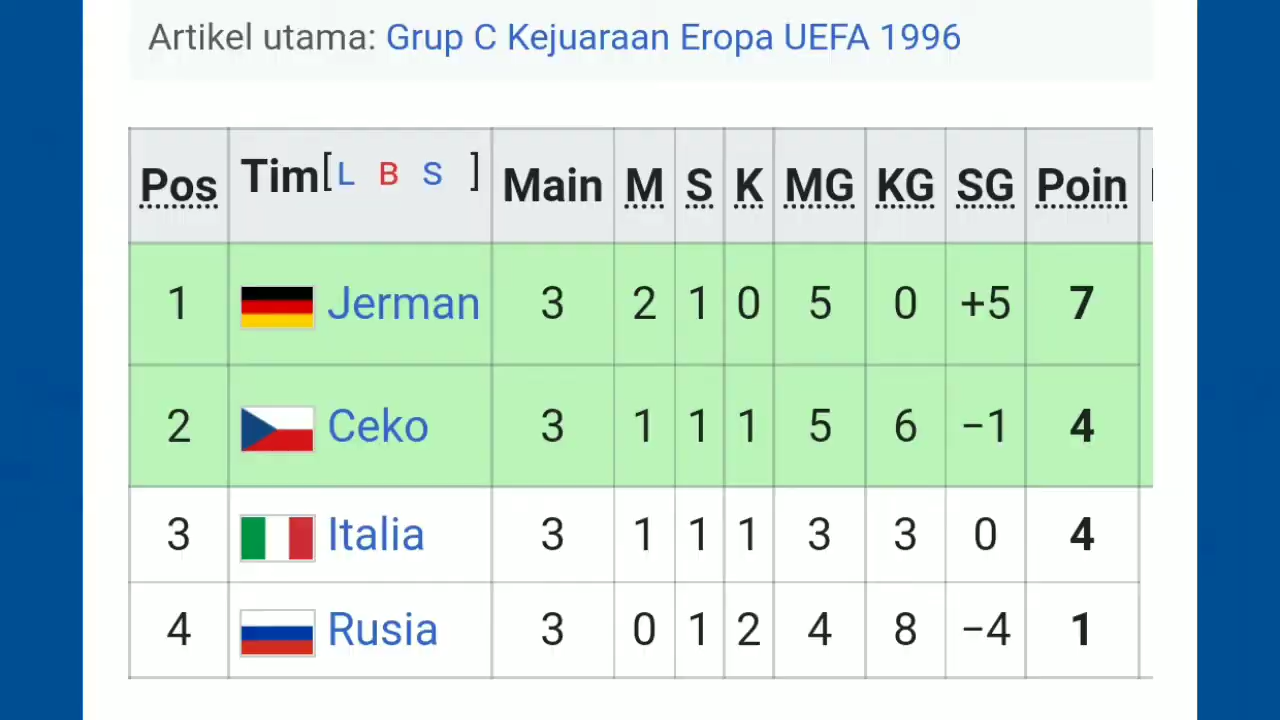 Artikel utama: Grup C Kejuaraan Eropa UEFA 1996
Pos Tim[L B S ] Main M S K MG KG SG Poin
1 Jerman 3 2 1 0 5 0 +5 7
2 Ceko 3 1 1 1 5 6 −1 4
3 Italia 3 1 1 1 3 3 0 4
4 Rusia 3 0 1 2 4 8 −4 1